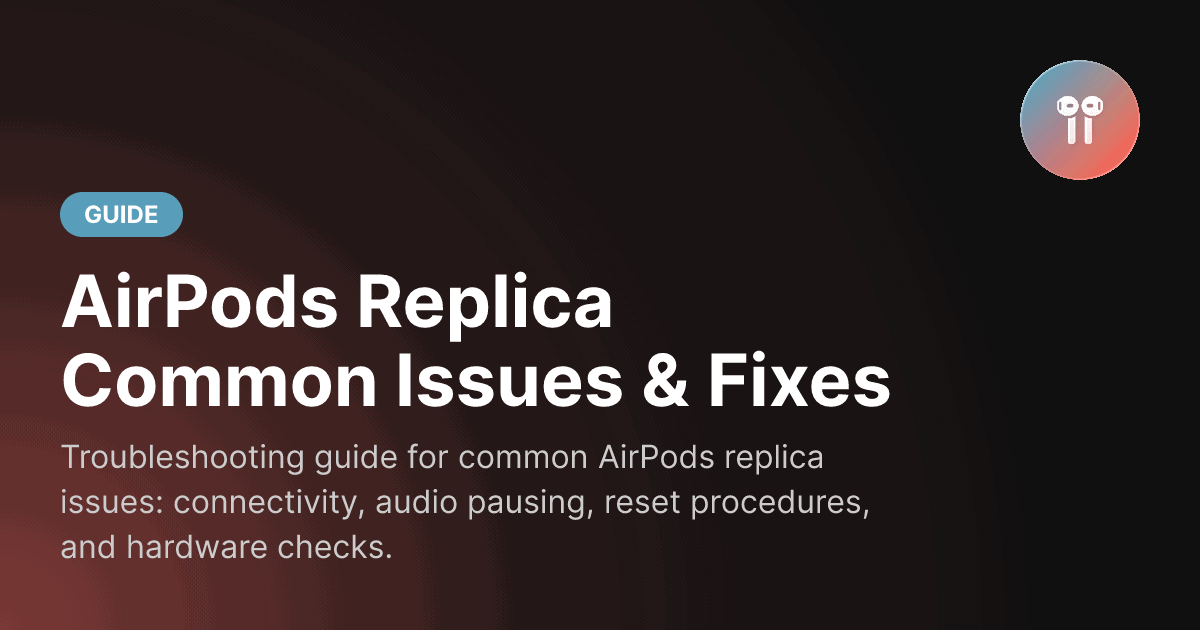 GUIDE
AirPods Replica
Common Issues & Fixes
Troubleshooting guide for common AirPods replica
issues: connectivity, audio pausing, reset procedures,
and hardware checks.